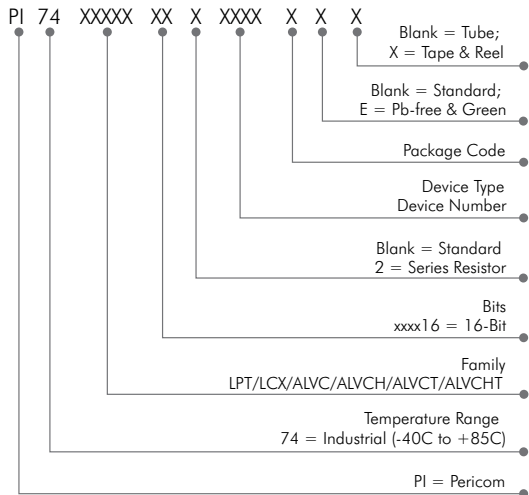 PI 74 XXXXX XX X XXXX X X X
Blank = Tube;
X = Tape & Reel
Blank = Standard;
E = Pb-free & Green
Package Code
Device Type
Device Number
Blank = Standard
2 = Series Resistor
Bits
xxxx16 = 16-Bit
Family
LPT/LCX/ALVC/ALVCH/ALVCT/ALVCHT
Temperature Range
74 = Industrial (-40C to +85C)
PI = Pericom